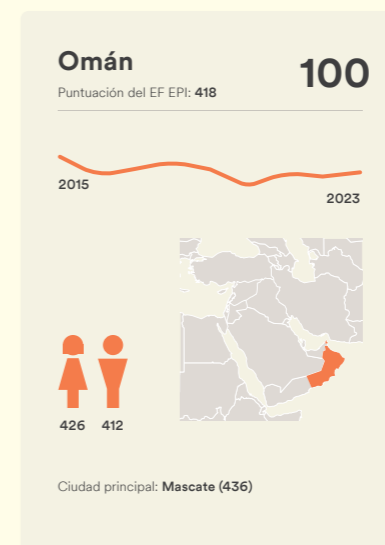 Omán
100
Puntuación del EF EPI: 418
2015
2023
426 412
Ciudad principal: Mascate (436)